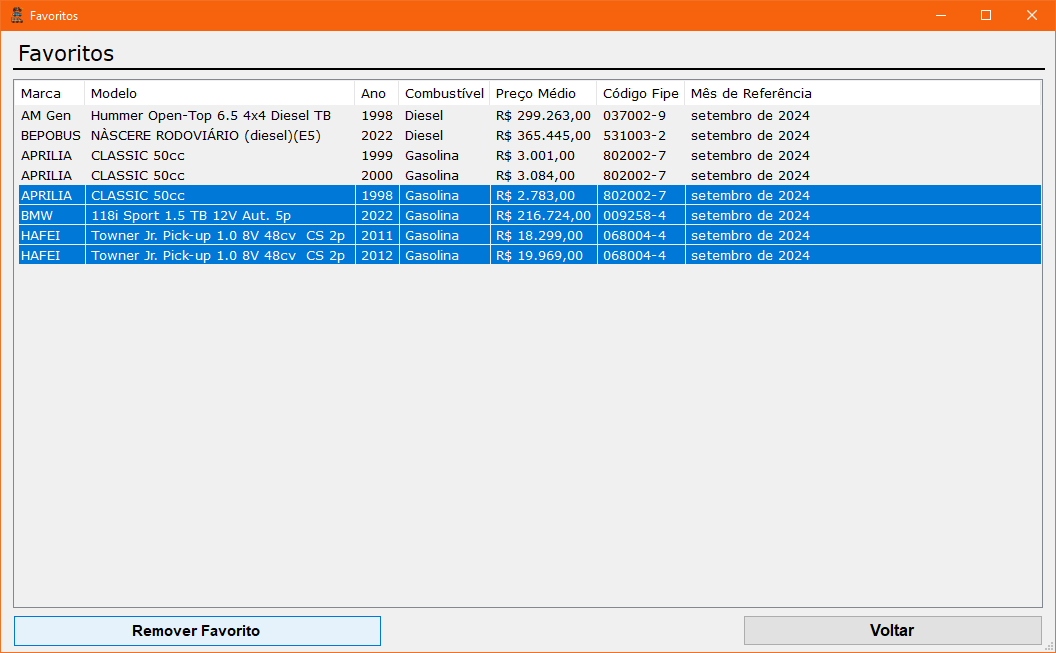 Favoritos
Favoritos
Marca Modelo Ano Combustível Preço Médio Código Fipe Mês de Referência
AM Gen Hummer Open-Top 6.5 4x4 Diesel TB 1998 Diesel R$ 299.263,00 037002-9 setembro de 2024
BEPOBUS NÀSCERE RODOVIÁRIO (diesel)(E5) 2022 Diesel R$ 365.445,00 531003-2 setembro de 2024
APRILIA CLASSIC 50cc 1999 Gasolina R$ 3.001,00 802002-7 setembro de 2024
APRILIA CLASSIC 50cc 2000 Gasolina R$ 3.084,00 802002-7 setembro de 2024
APRILIA CLASSIC 50cc 1998 Gasolina R$ 2.783,00 802002-7 setembro de 2024
BMW 118i Sport 1.5 TB 12V Aut. 5p 2022 Gasolina R$ 216.724,00 009258-4 setembro de 2024
HAFEI Towner Jr. Pick-up 1.0 8V 48cv  CS 2p 2011 Gasolina R$ 18.299,00 068004-4 setembro de 2024
HAFEI Towner Jr. Pick-up 1.0 8V 48cv  CS 2p 2012 Gasolina R$ 19.969,00 068004-4 setembro de 2024
Remover Favorito Voltar